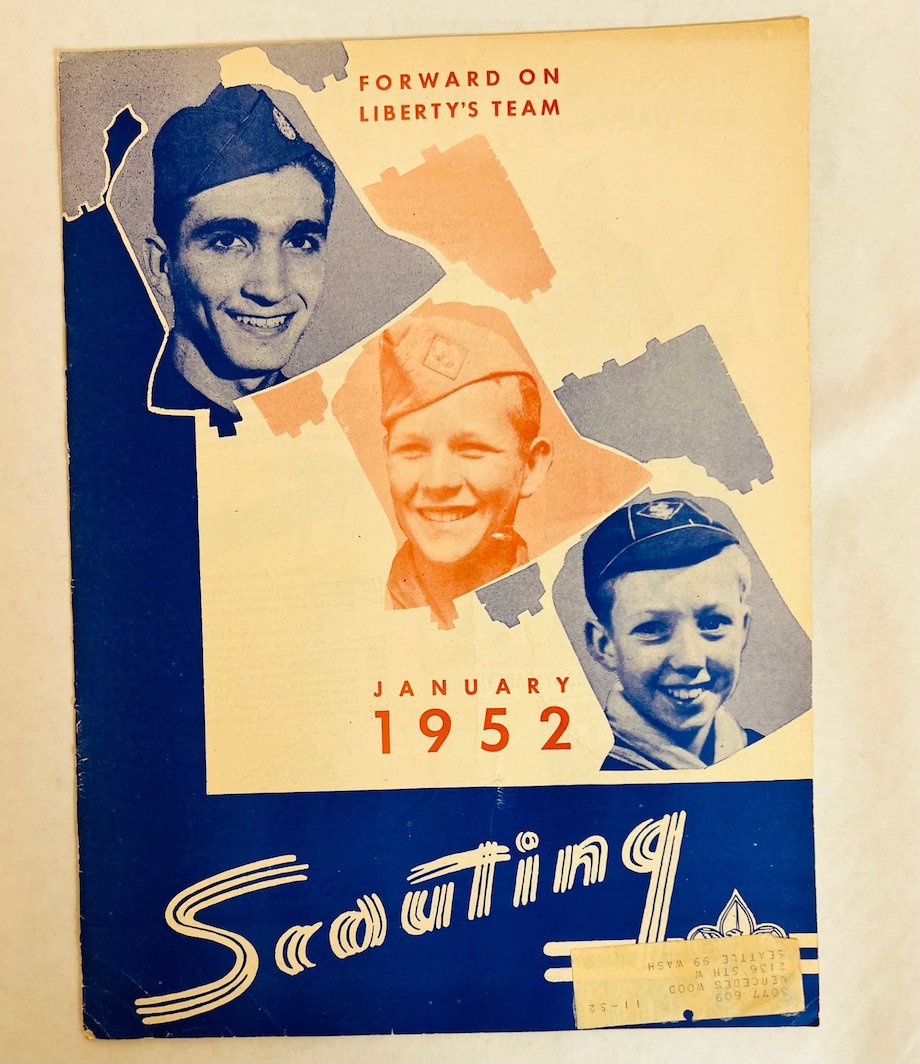 FORWARD ON
LIBERTY'S TEAM
JANUARY
1952
Scouting
3077 609
MERCEDES WOOD 11-52
2136 5TH W
SEATTLE 99 WASH